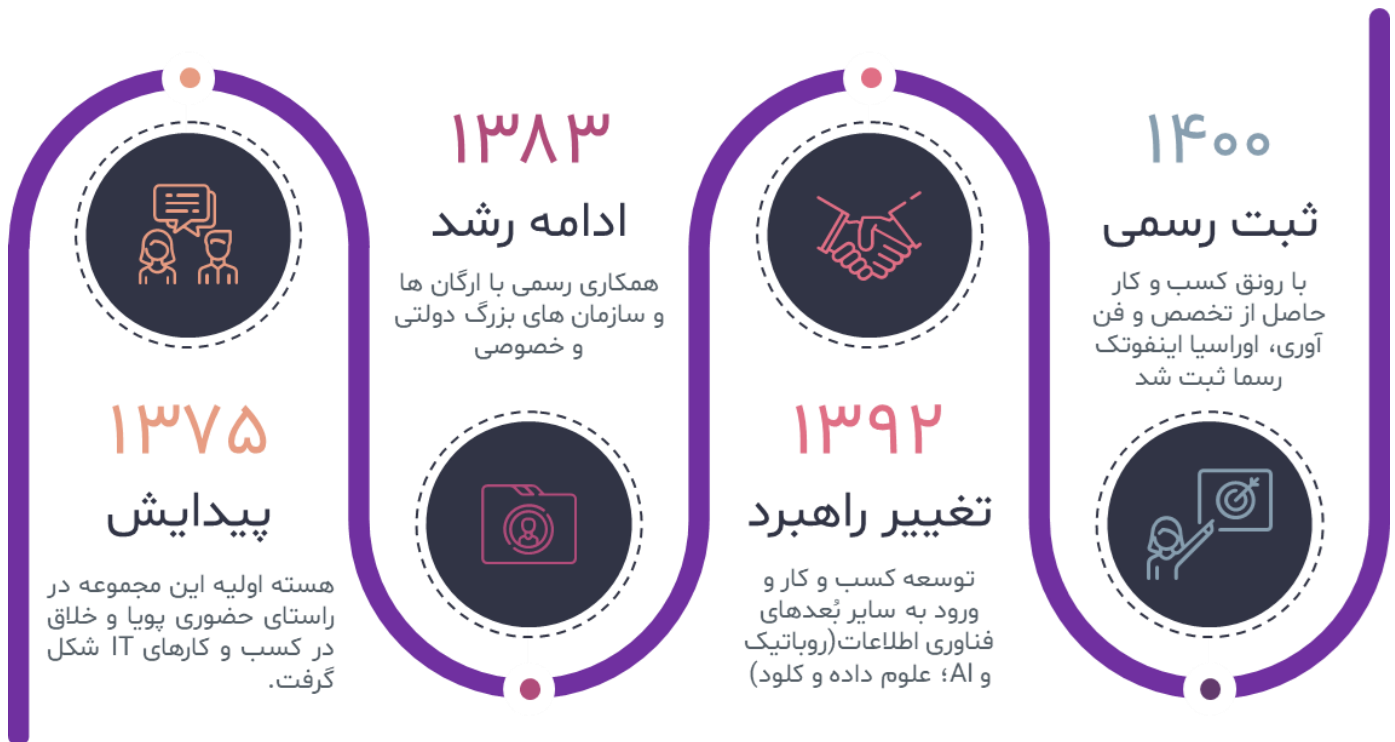 ۱۳۷۵
پیدایش
هسته اولیه این مجموعه در
راستای حضوری پویا و خلاق
در کسب و کارهای IT شکل
گرفت.
۱۳۸۳
ادامه رشد
همکاری رسمی با ارگان ها
و سازمان های بزرگ دولتی
و خصوصی
۱۳۹۲
تغییر راهبرد
توسعه کسب و کار و
ورود به سایر بُعدهای
فناوری اطلاعات(روباتیک
و AI؛ علوم داده و کلود)
۱۴۰۰
ثبت رسمی
با رونق کسب و کار
حاصل از تخصص و فن
آوری، اوراسیا اینفوتک
رسما ثبت شد